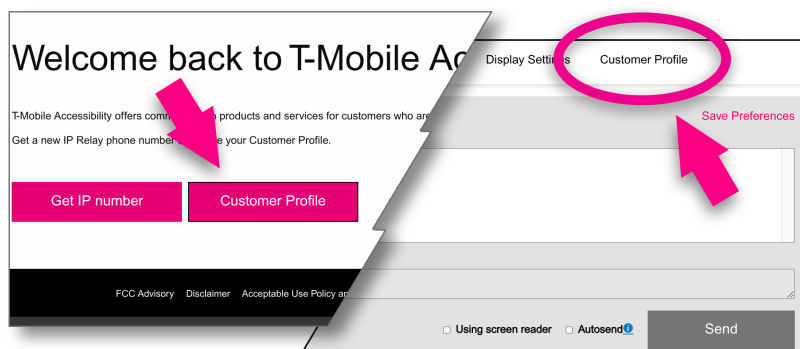 Welcome back to T-Mobile Ac
T-Mobile Accessibility offers products and services for customers who are
Get a new IP Relay phone number your Customer Profile.
Get IP number
Customer Profile
FCC Advisory Disclaimer Acceptable Use Policy
Display Settings Customer Profile
Save Preferences
Using screen reader Autosend
Send